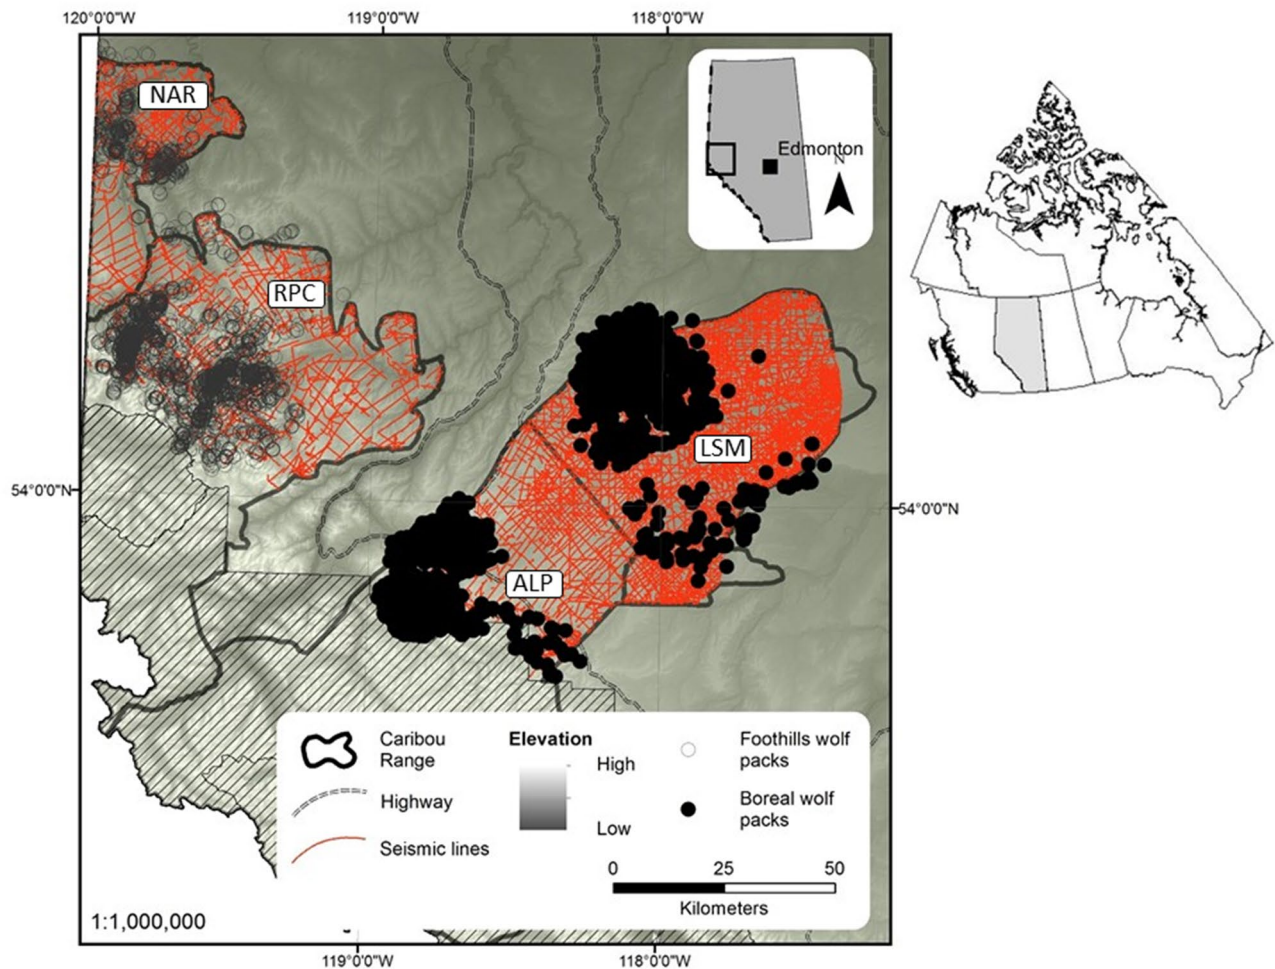 120°0'0"W
119°0'0"W
118°0'0"W
NAR
Edmonton
N
RPC
LSM
54°0'0"N
54°0'0"N
ALP
Caribou
Range
Highway
Seismic lines
Elevation
High
Low
Foothills wolf
packs
Boreal wolf
packs
0 25 50
Kilometers
1:1,000,000
119°0'0"W
118°0'0"W